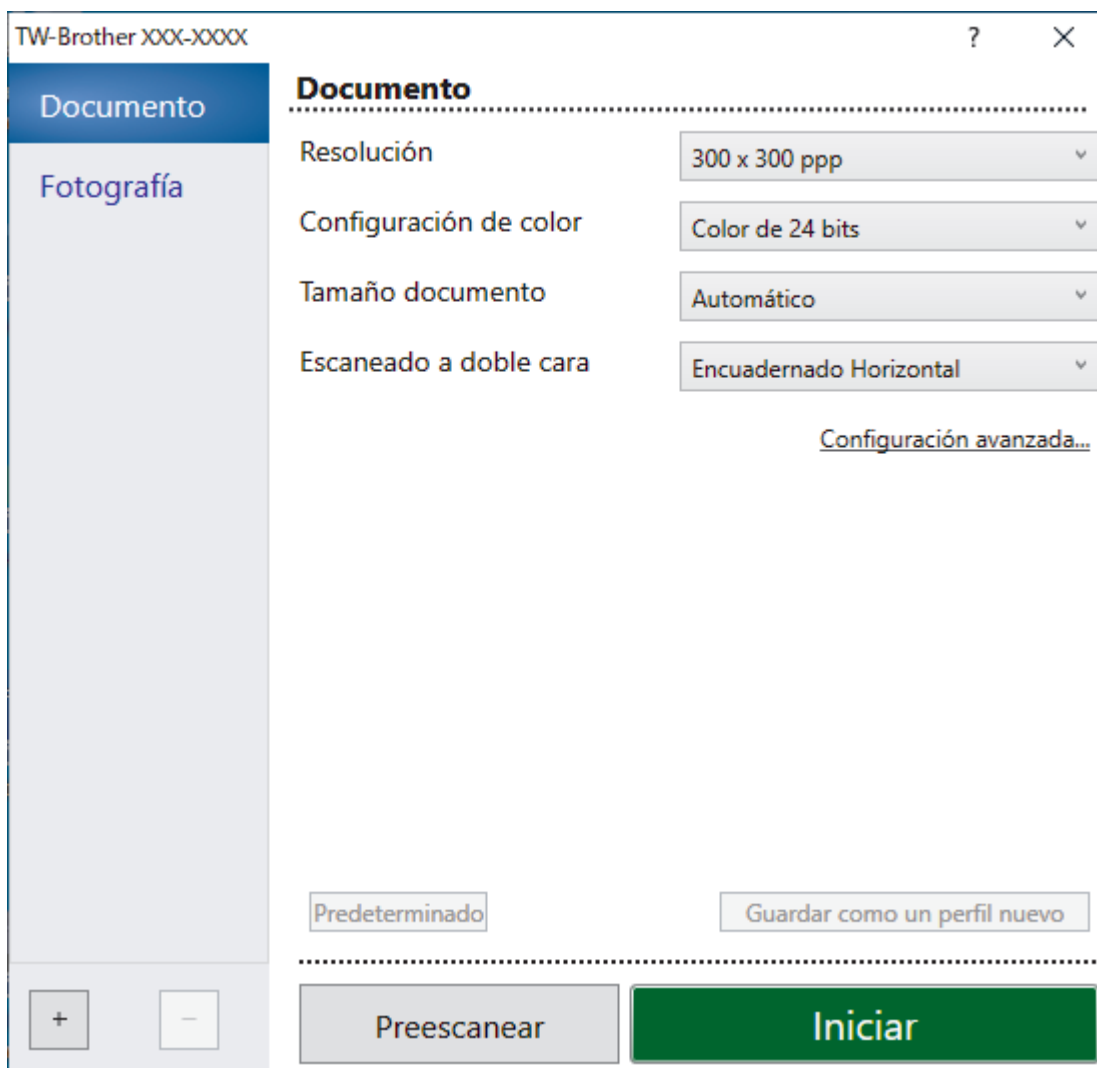 TW-Brother XXX-XXXX ?
Documento
Fotografía
Documento
Resolución 300 x 300 ppp
Configuración de color Color de 24 bits
Tamaño documento Automático
Escaneado a doble cara Encuadernado Horizontal
Configuración avanzada...
Predeterminado Guardar como un perfil nuevo
+ −
Preescanear Iniciar